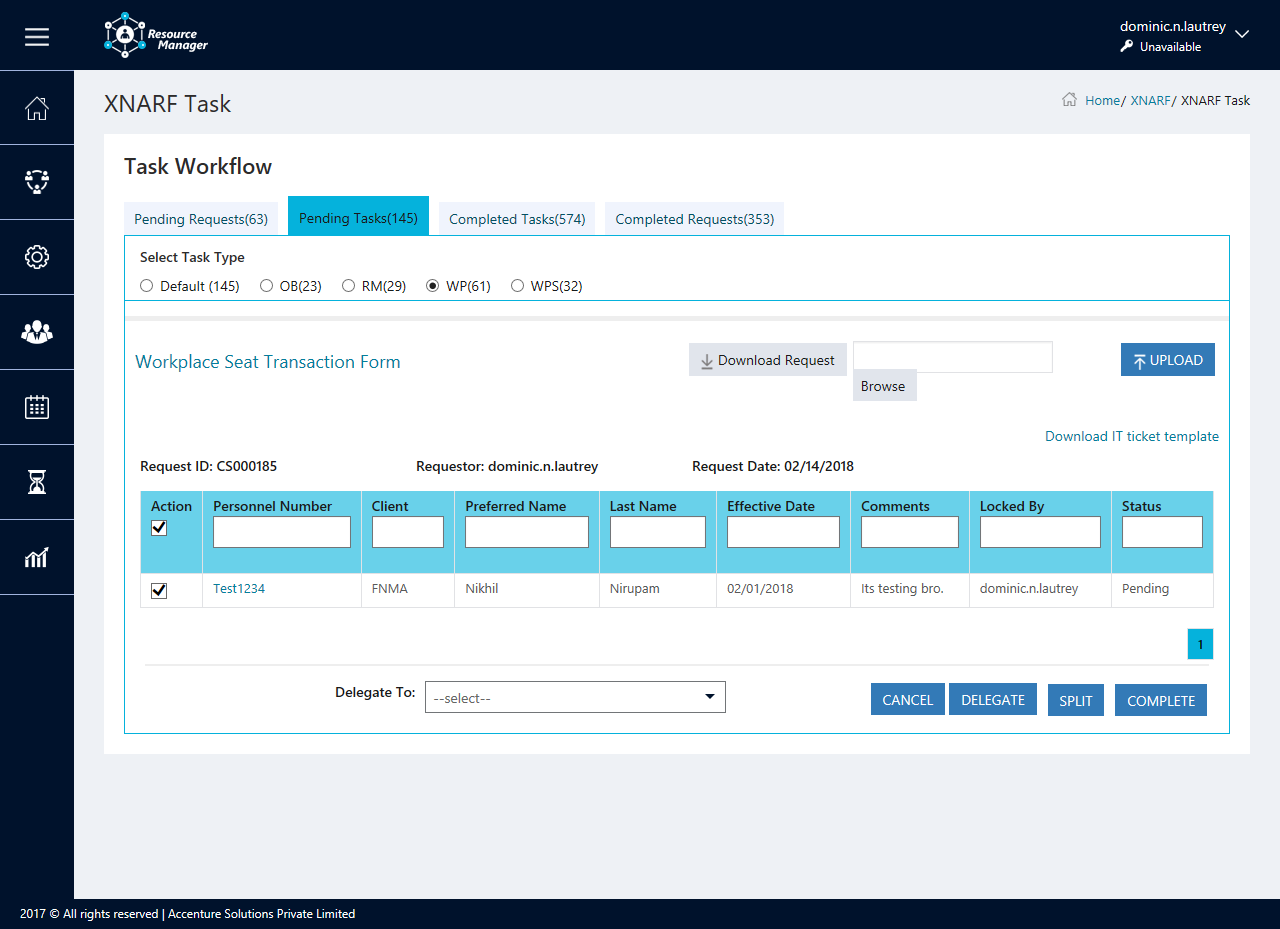 Resource
Manager
dominic.n.lautrey
Unavailable
XNARF Task
Home/ XNARF/ XNARF Task
Task Workflow
Pending Requests(63) Pending Tasks(145) Completed Tasks(574) Completed Requests(353)
Select Task Type
Default (145) OB(23) RM(29) WP(61) WPS(32)
Workplace Seat Transaction Form Download Request UPLOAD
Browse
Download IT ticket template
Request ID: CS000185 Requestor: dominic.n.lautrey Request Date: 02/14/2018
Action Personnel Number Client Preferred Name Last Name Effective Date Comments Locked By Status
Test1234 FNMA Nikhil Nirupam 02/01/2018 Its testing bro. dominic.n.lautrey Pending
1
Delegate To: --select-- CANCEL DELEGATE SPLIT COMPLETE
2017 © All rights reserved | Accenture Solutions Private Limited